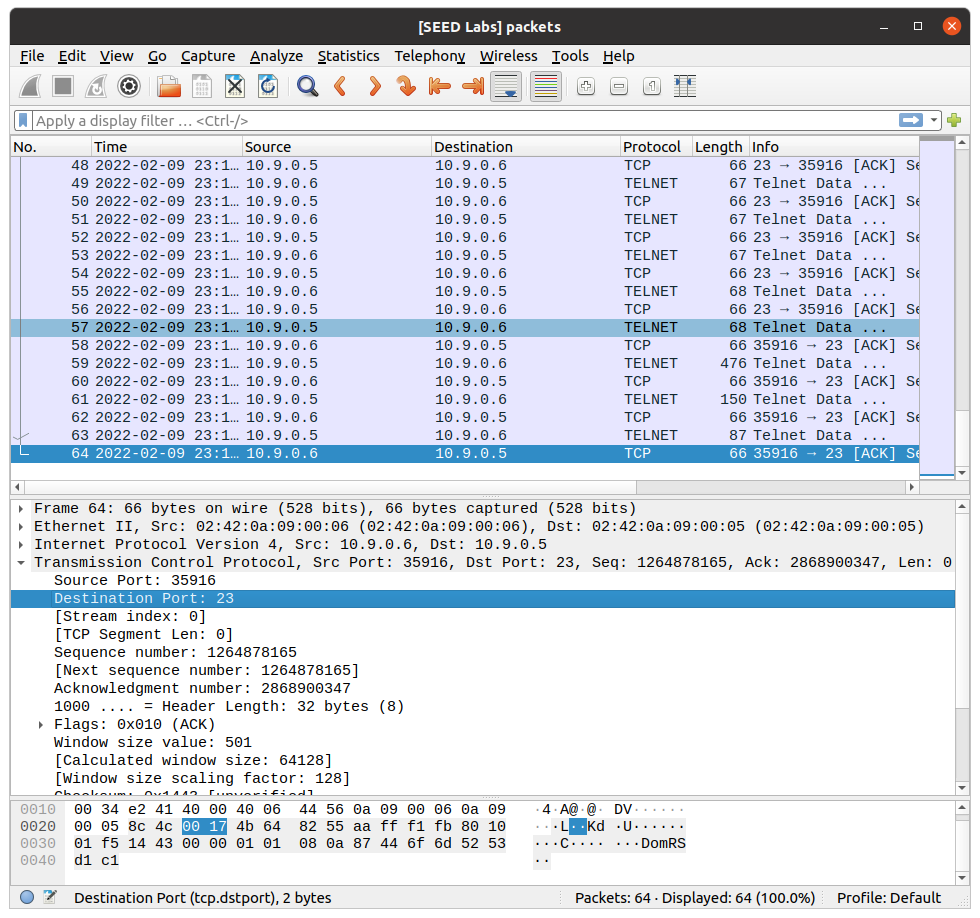 [SEED Labs] packets
File Edit View Go Capture Analyze Statistics Telephony Wireless Tools Help
Apply a display filter … <Ctrl-/>
No. Time Source Destination Protocol Length Info
48 2022-02-09 23:1… 10.9.0.5 10.9.0.6 TCP 66 23 → 35916 [ACK] Se
49 2022-02-09 23:1… 10.9.0.6 10.9.0.5 TELNET 67 Telnet Data ...
50 2022-02-09 23:1… 10.9.0.5 10.9.0.6 TCP 66 23 → 35916 [ACK] Se
51 2022-02-09 23:1… 10.9.0.6 10.9.0.5 TELNET 67 Telnet Data ...
52 2022-02-09 23:1… 10.9.0.5 10.9.0.6 TCP 66 23 → 35916 [ACK] Se
53 2022-02-09 23:1… 10.9.0.6 10.9.0.5 TELNET 67 Telnet Data ...
54 2022-02-09 23:1… 10.9.0.5 10.9.0.6 TCP 66 23 → 35916 [ACK] Se
55 2022-02-09 23:1… 10.9.0.6 10.9.0.5 TELNET 68 Telnet Data ...
56 2022-02-09 23:1… 10.9.0.5 10.9.0.6 TCP 66 23 → 35916 [ACK] Se
57 2022-02-09 23:1… 10.9.0.5 10.9.0.6 TELNET 68 Telnet Data ...
58 2022-02-09 23:1… 10.9.0.6 10.9.0.5 TCP 66 35916 → 23 [ACK] Se
59 2022-02-09 23:1… 10.9.0.5 10.9.0.6 TELNET 476 Telnet Data ...
60 2022-02-09 23:1… 10.9.0.6 10.9.0.5 TCP 66 35916 → 23 [ACK] Se
61 2022-02-09 23:1… 10.9.0.5 10.9.0.6 TELNET 150 Telnet Data ...
62 2022-02-09 23:1… 10.9.0.6 10.9.0.5 TCP 66 35916 → 23 [ACK] Se
63 2022-02-09 23:1… 10.9.0.5 10.9.0.6 TELNET 87 Telnet Data ...
64 2022-02-09 23:1… 10.9.0.6 10.9.0.5 TCP 66 35916 → 23 [ACK] Se
Frame 64: 66 bytes on wire (528 bits), 66 bytes captured (528 bits)
Ethernet II, Src: 02:42:0a:09:00:06 (02:42:0a:09:00:06), Dst: 02:42:0a:09:00:05 (02:42:0a:09:00:05)
Internet Protocol Version 4, Src: 10.9.0.6, Dst: 10.9.0.5
Transmission Control Protocol, Src Port: 35916, Dst Port: 23, Seq: 1264878165, Ack: 2868900347, Len: 0
Source Port: 35916
Destination Port: 23
[Stream index: 0]
[TCP Segment Len: 0]
Sequence number: 1264878165
[Next sequence number: 1264878165]
Acknowledgment number: 2868900347
1000 .... = Header Length: 32 bytes (8)
Flags: 0x010 (ACK)
Window size value: 501
[Calculated window size: 64128]
[Window size scaling factor: 128]
Checksum: 0x1443 [unverified]
0010 00 34 e2 41 40 00 40 06 44 56 0a 09 00 06 0a 09 ·4·A@·@· DV······
0020 00 05 8c 4c 00 17 4b 64 82 55 aa ff f1 fb 80 10 ···L··Kd ·U······
0030 01 f5 14 43 00 00 01 01 08 0a 87 44 6f 6d 52 53 ···C···· ···DomRS
0040 d1 c1 ··
Destination Port (tcp.dstport), 2 bytes Packets: 64 · Displayed: 64 (100.0%) Profile: Default